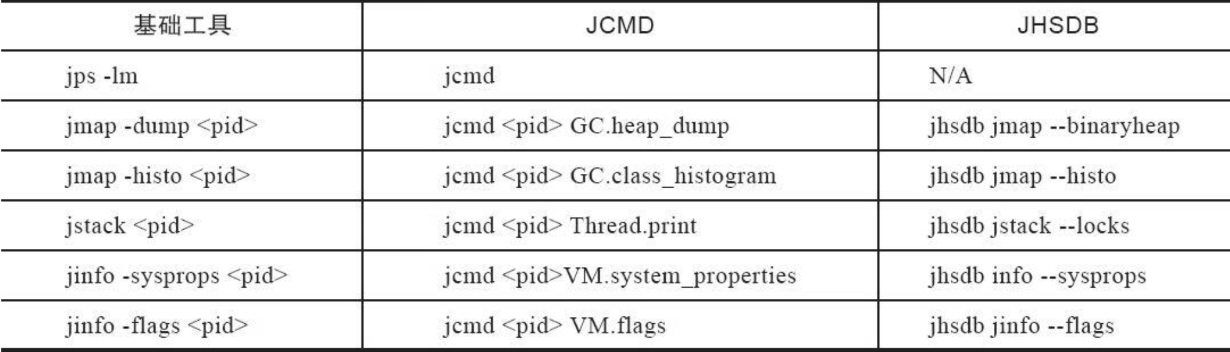 基础工具 JCMD JHSDB
jps -lm jcmd N/A
jmap -dump <pid> jcmd <pid> GC.heap_dump jhsdb jmap --binaryheap
jmap -histo <pid> jcmd <pid> GC.class_histogram jhsdb jmap --histo
jstack <pid> jcmd <pid> Thread.print jhsdb jstack --locks
jinfo -sysprops <pid> jcmd <pid>VM.system_properties jhsdb info --sysprops
jinfo -flags <pid> jcmd <pid> VM.flags jhsdb jinfo --flags